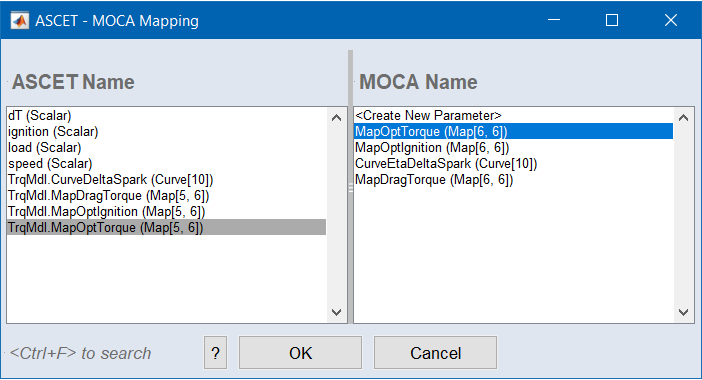 ASCET - MOCA Mapping
ASCET Name
MOCA Name
dT (Scalar)
ignition (Scalar)
load (Scalar)
speed (Scalar)
TrqMdl.CurveDeltaSpark (Curve[10])
TrqMdl.MapDragTorque (Map[5, 6])
TrqMdl.MapOptIgnition (Map[5, 6])
TrqMdl.MapOptTorque (Map[5, 6])
<Create New Parameter>
MapOptTorque (Map[6, 6])
MapOptIgnition (Map[6, 6])
CurveEtaDeltaSpark (Curve[10])
MapDragTorque (Map[6, 6])
<Ctrl+F> to search
?
OK
Cancel